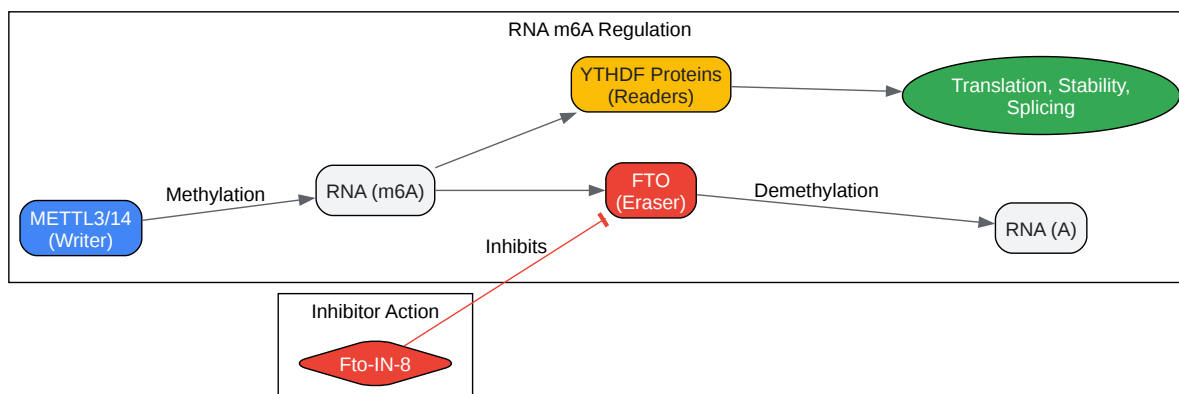 RNA m6A Regulation
YTHDF Proteins
(Readers)
Translation, Stability,
Splicing
Methylation
RNA (m6A)
FTO
(Eraser)
Demethylation
METTL3/14
(Writer)
RNA (A)
Inhibits
Inhibitor Action
Fto-IN-8